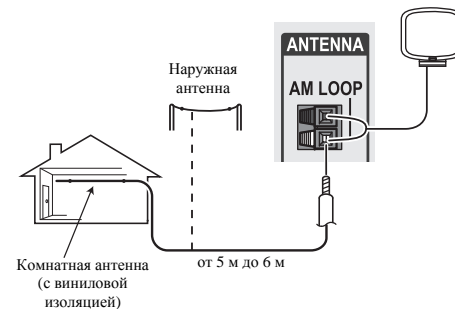 ANTENNA
AM LOOP
Наружная
антенна
от 5 м до 6 м
Комнатная антенна
(с виниловой
изоляцией)